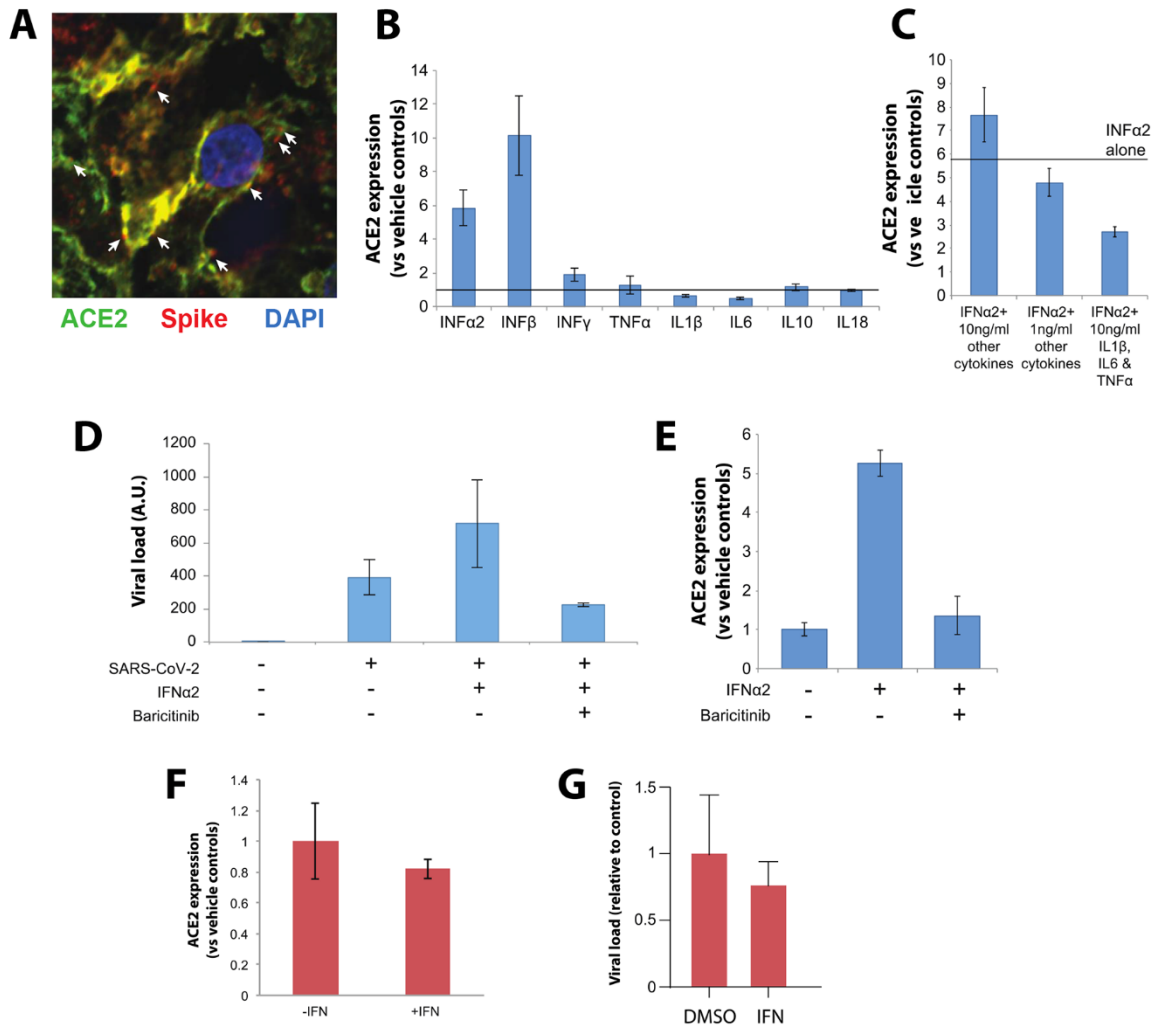 A
ACE2 Spike DAPI
B
ACE2 expression
(vs vehicle controls)
14
12
10
8
6
4
2
0
INFα2 INFβ INFγ TNFα IL1β IL6 IL10 IL18
C
ACE2 expression
(vs ve icle controls)
10
9
8
7
6
5
4
3
2
1
0
INFα2
alone
IFNα2+
10ng/ml
other
cytokines
IFNα2+
1ng/ml
other
cytokines
IFNα2+
10ng/ml
IL1β,
IL6 &
TNFα
D
Viral load (A.U.)
1200
1000
800
600
400
200
0
SARS-CoV-2 - + + +
IFNα2 - - + +
Baricitinib - - - +
E
ACE2 expression
(vs vehicle controls)
6
5
4
3
2
1
0
IFNα2 - + +
Baricitinib - - +
F
ACE2 expression
(vs vehicle controls)
1.4
1.2
1
0.8
0.6
0.4
0.2
0
-IFN +IFN
G
Viral load (relative to control)
1.5
1
0.5
0
DMSO IFN